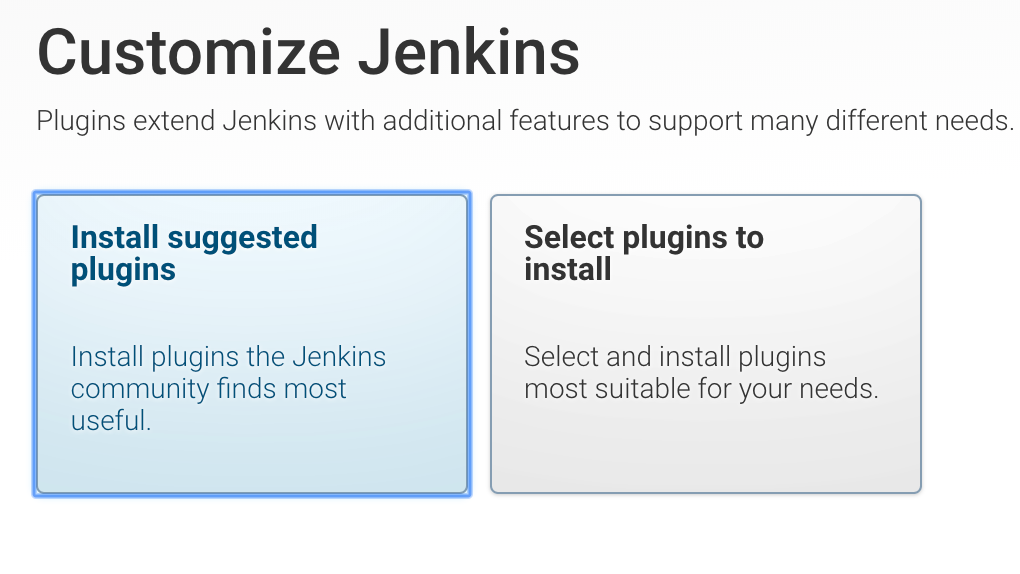 Customize Jenkins
Plugins extend Jenkins with additional features to support many different needs.
Install suggested
plugins
Install plugins the Jenkins
community finds most
useful.
Select plugins to
install
Select and install plugins
most suitable for your needs.